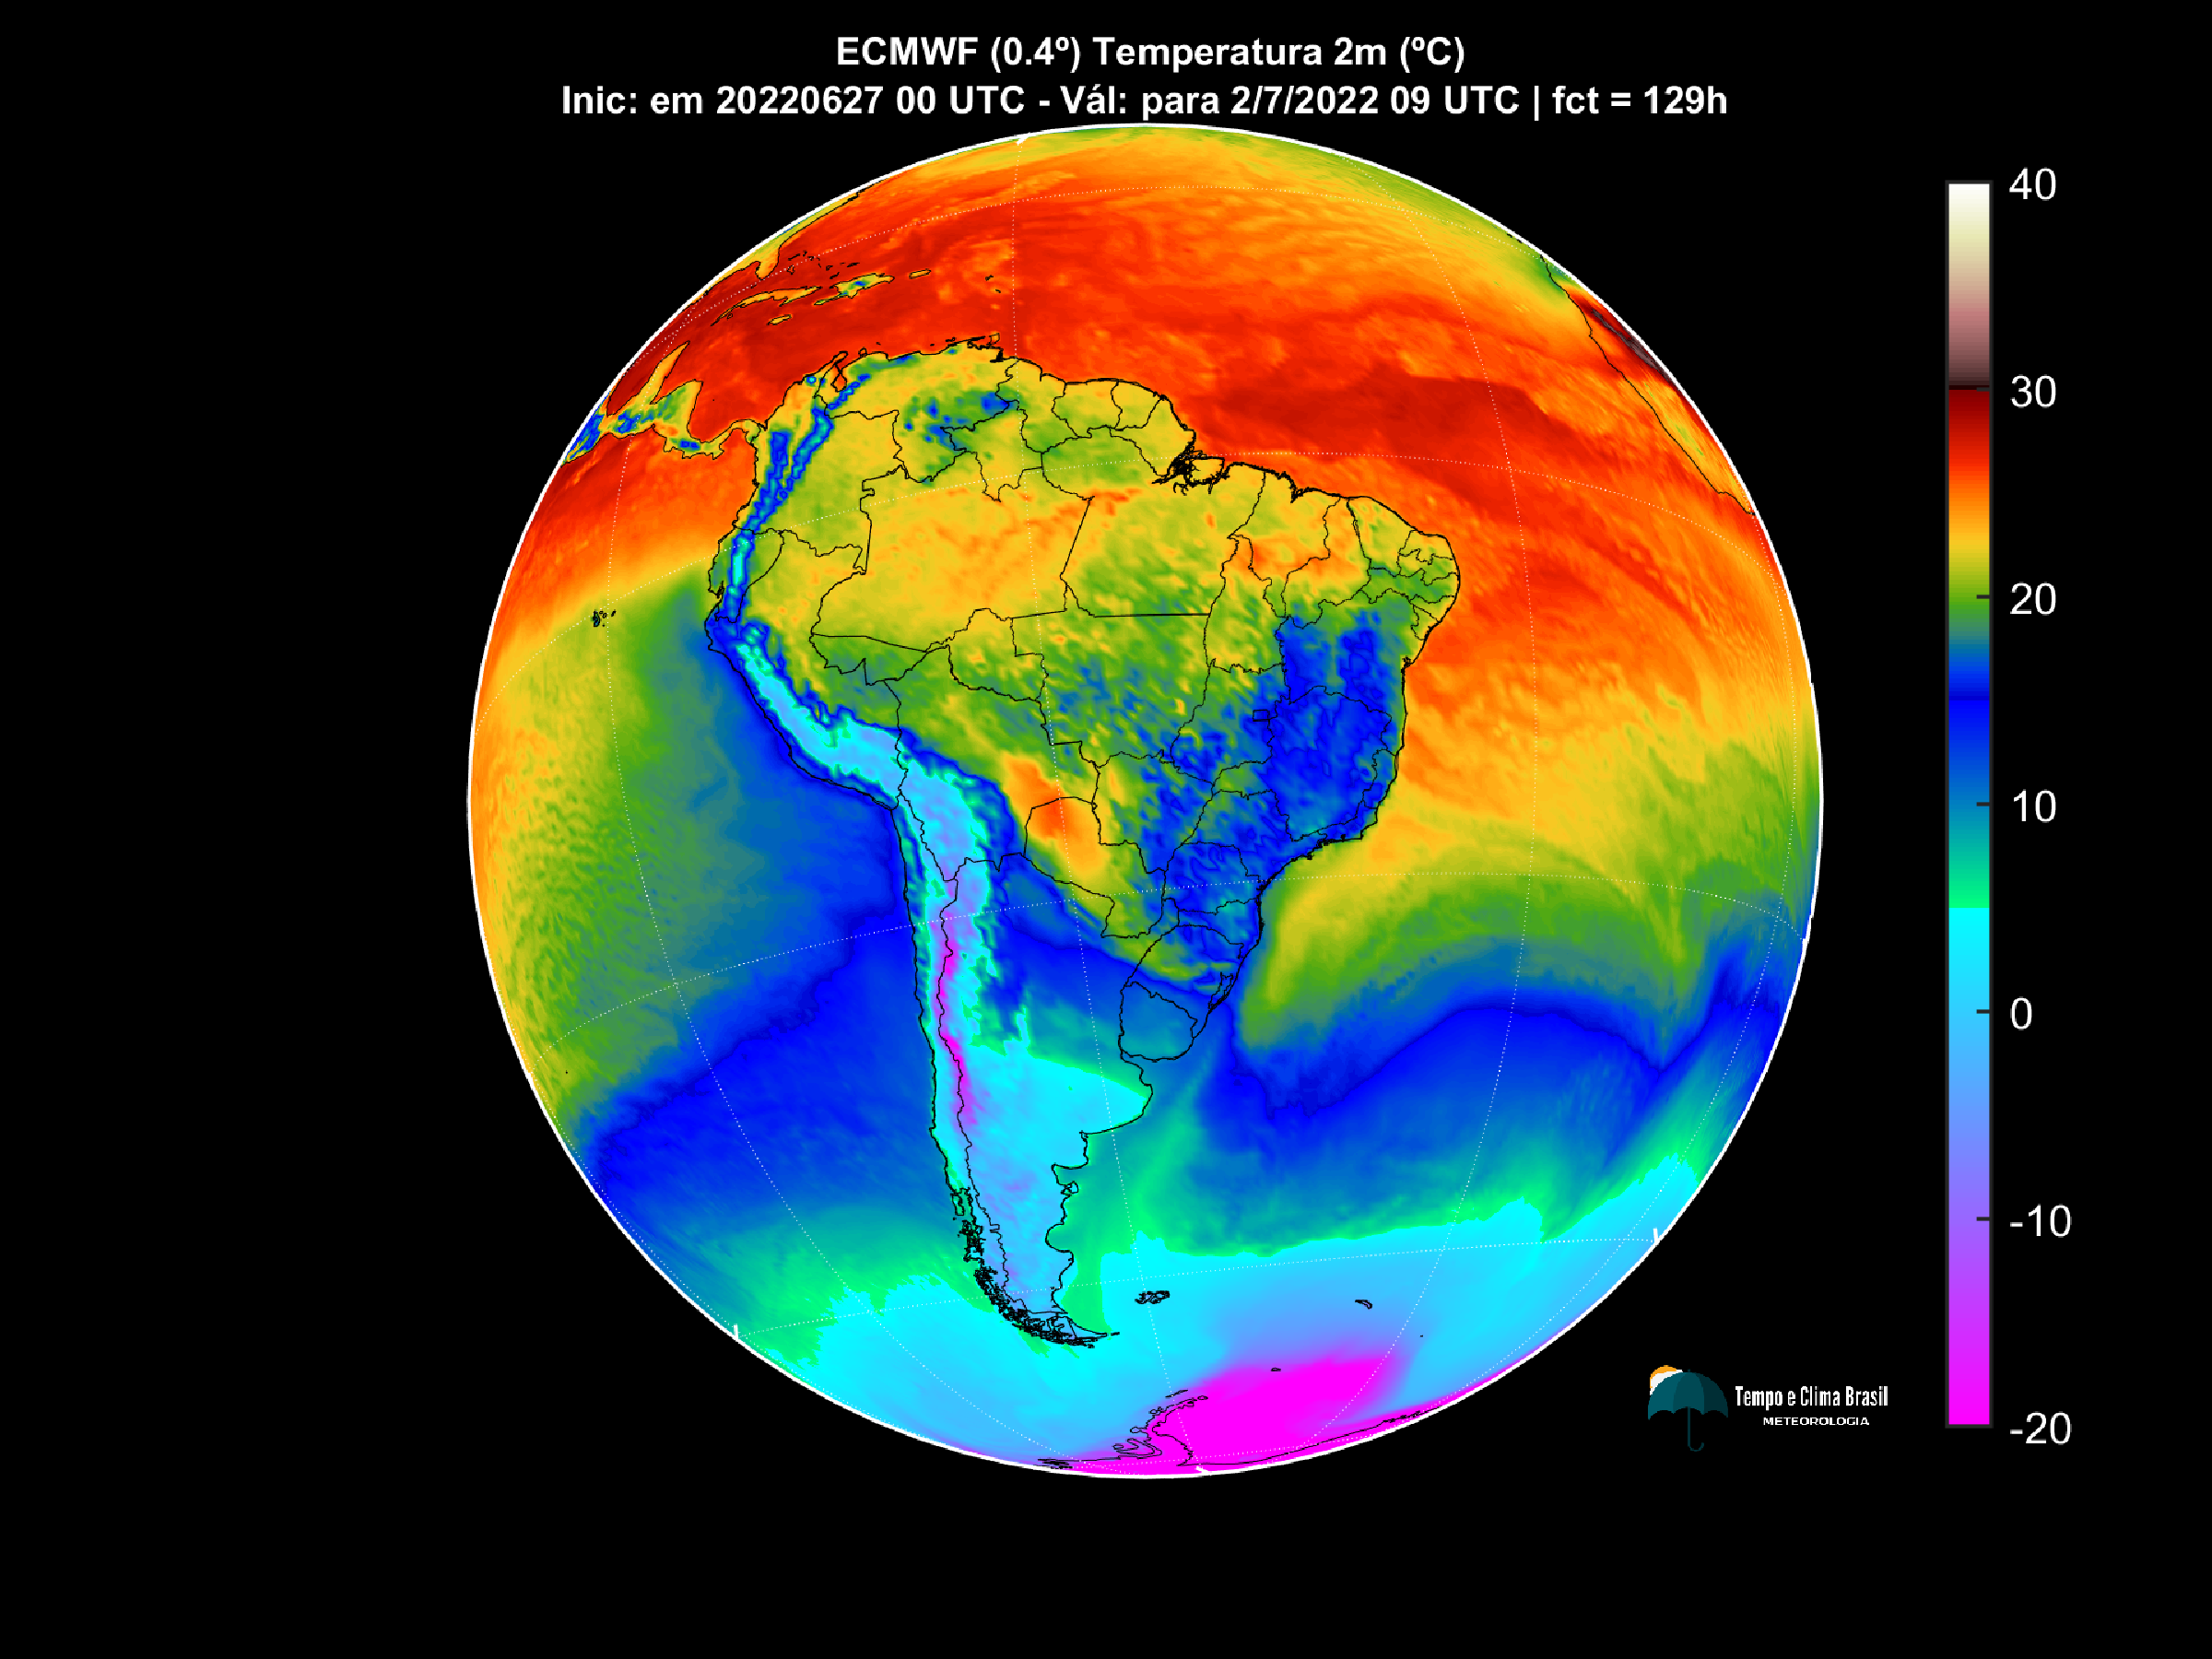 ECMWF (0.4º) Temperatura 2m (ºC)
Inic: em 20220627 00 UTC - Vál: para 2/7/2022 09 UTC | fct = 129h
40
30
20
10
0
-10
-20
Tempo e Clima Brasil
METEOROLOGIA